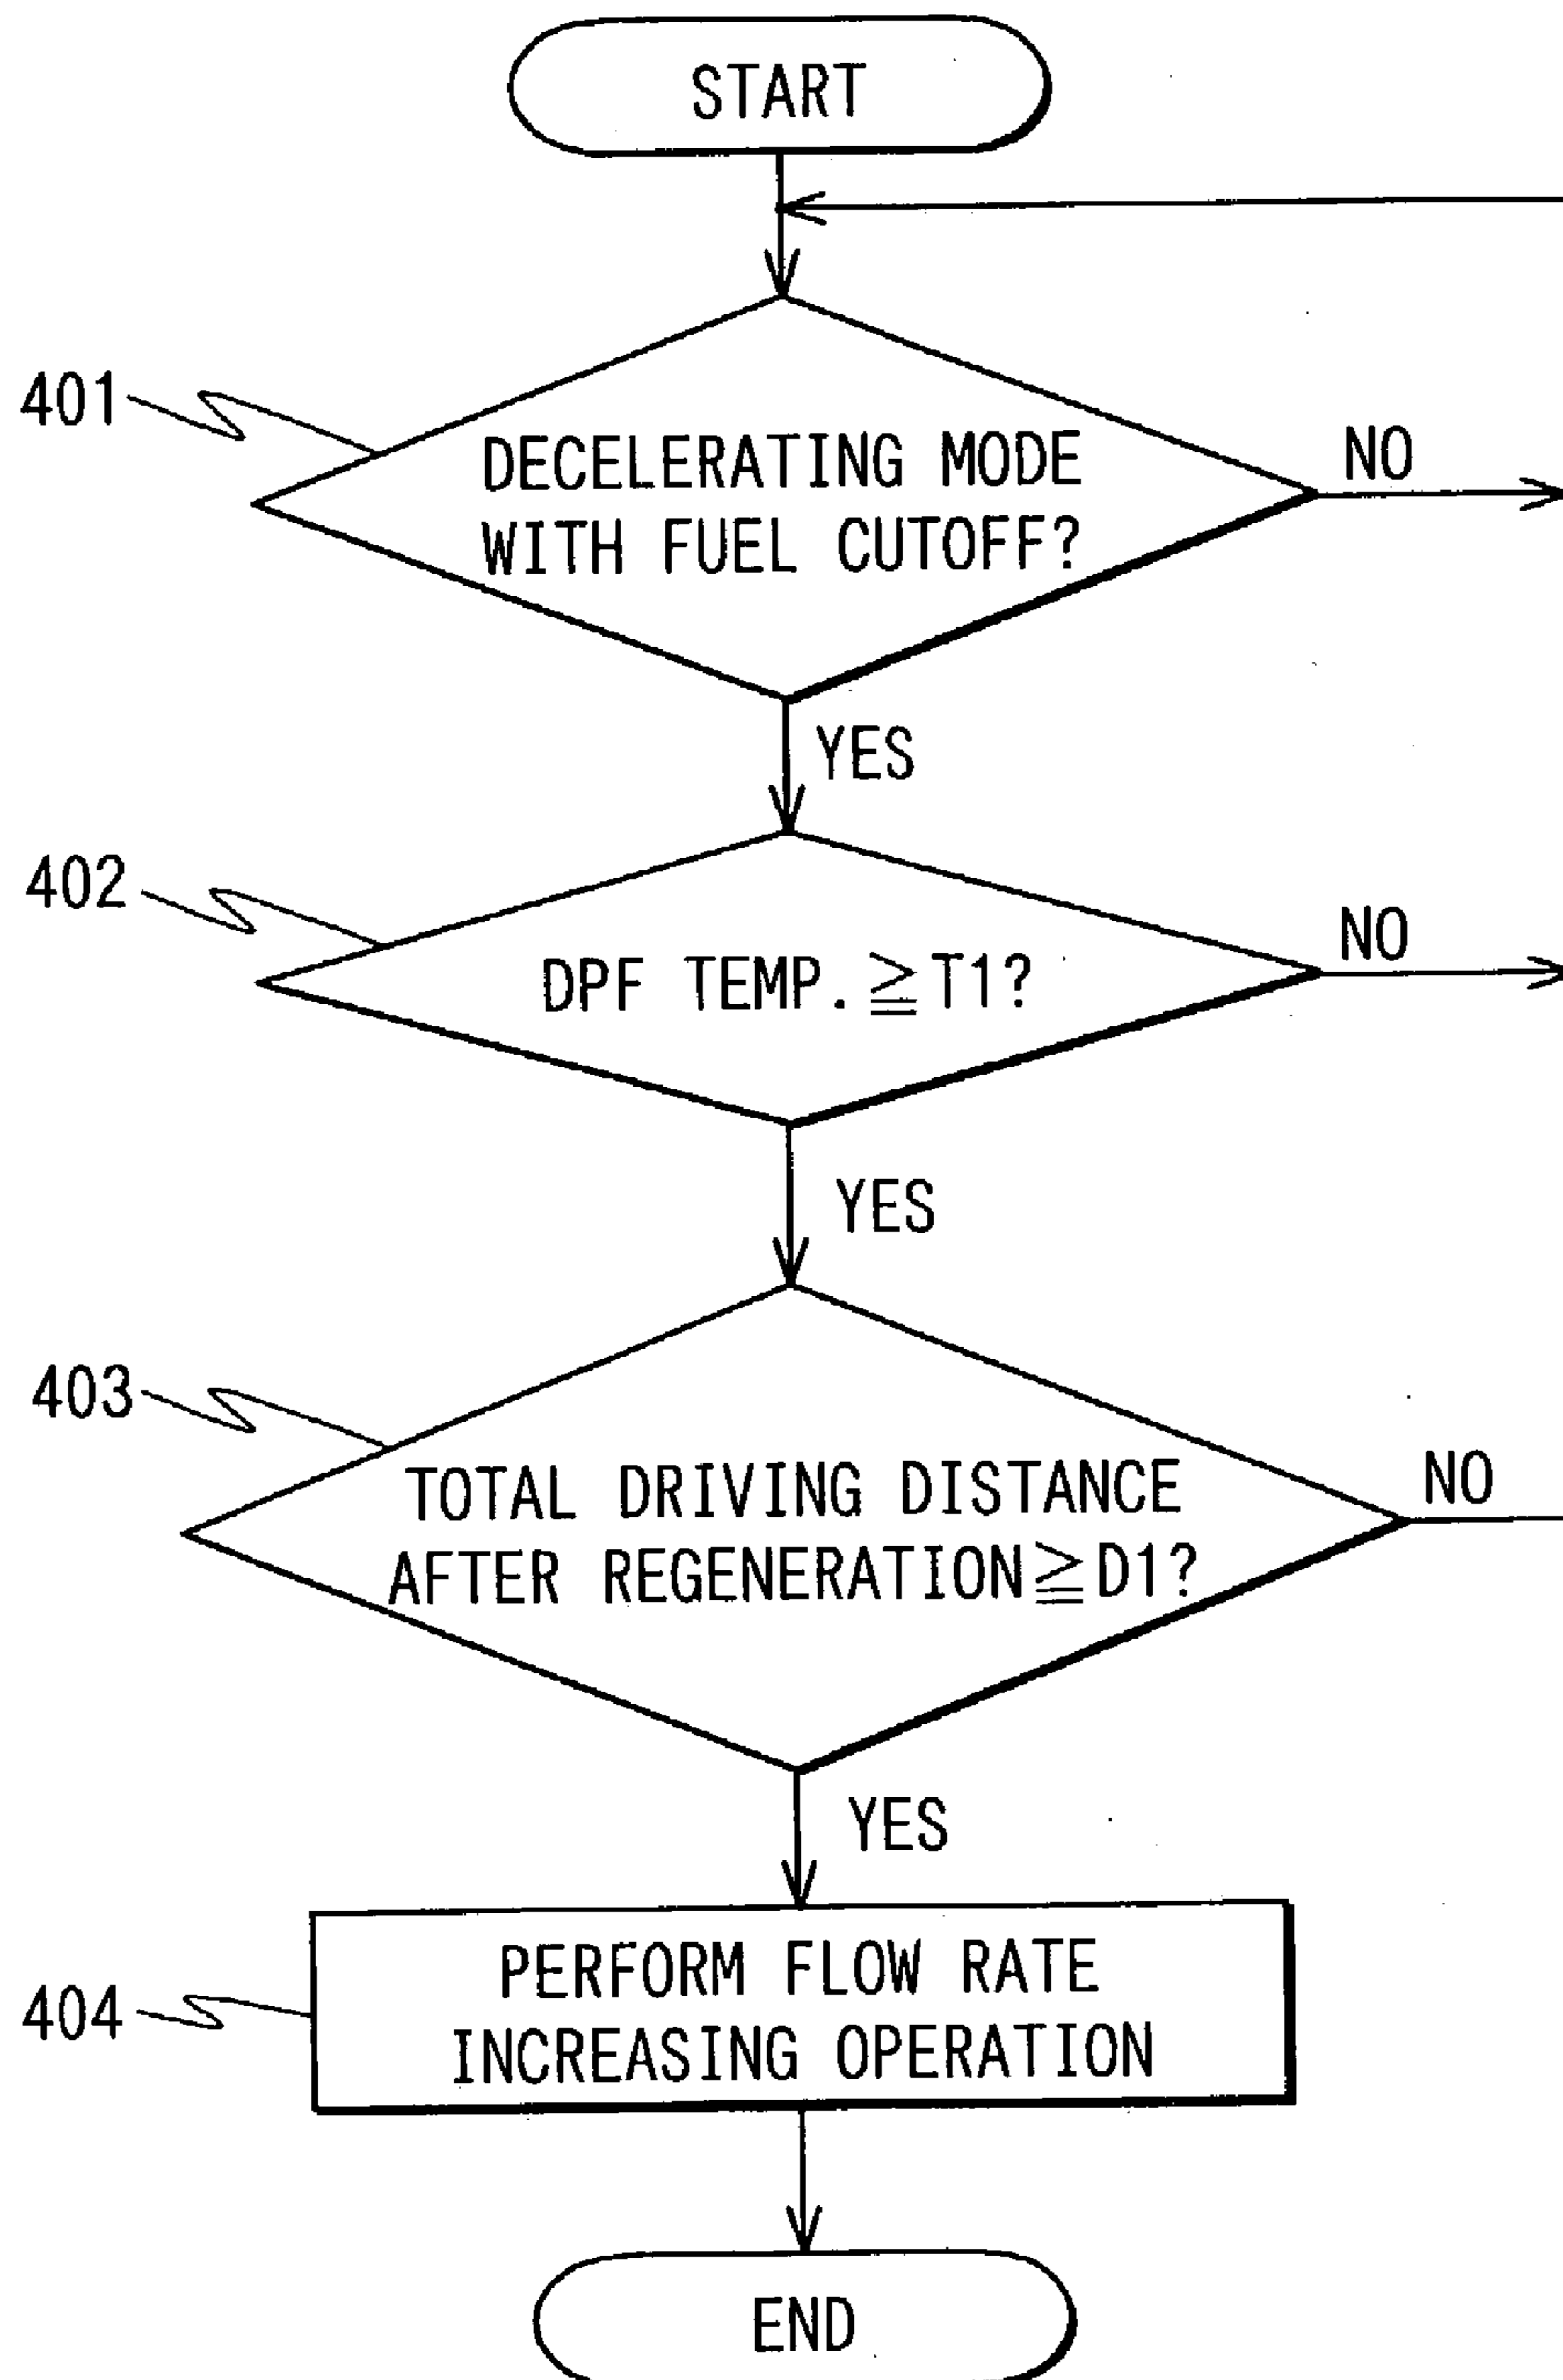 START
401
DECELERATING MODE
WITH FUEL CUTOFF?
NO
YES
402
DPF TEMP.≧T1?
NO
YES
403
TOTAL DRIVING DISTANCE
AFTER REGENERATION≧D1?
NO
YES
404
PERFORM FLOW RATE
INCREASING OPERATION
END